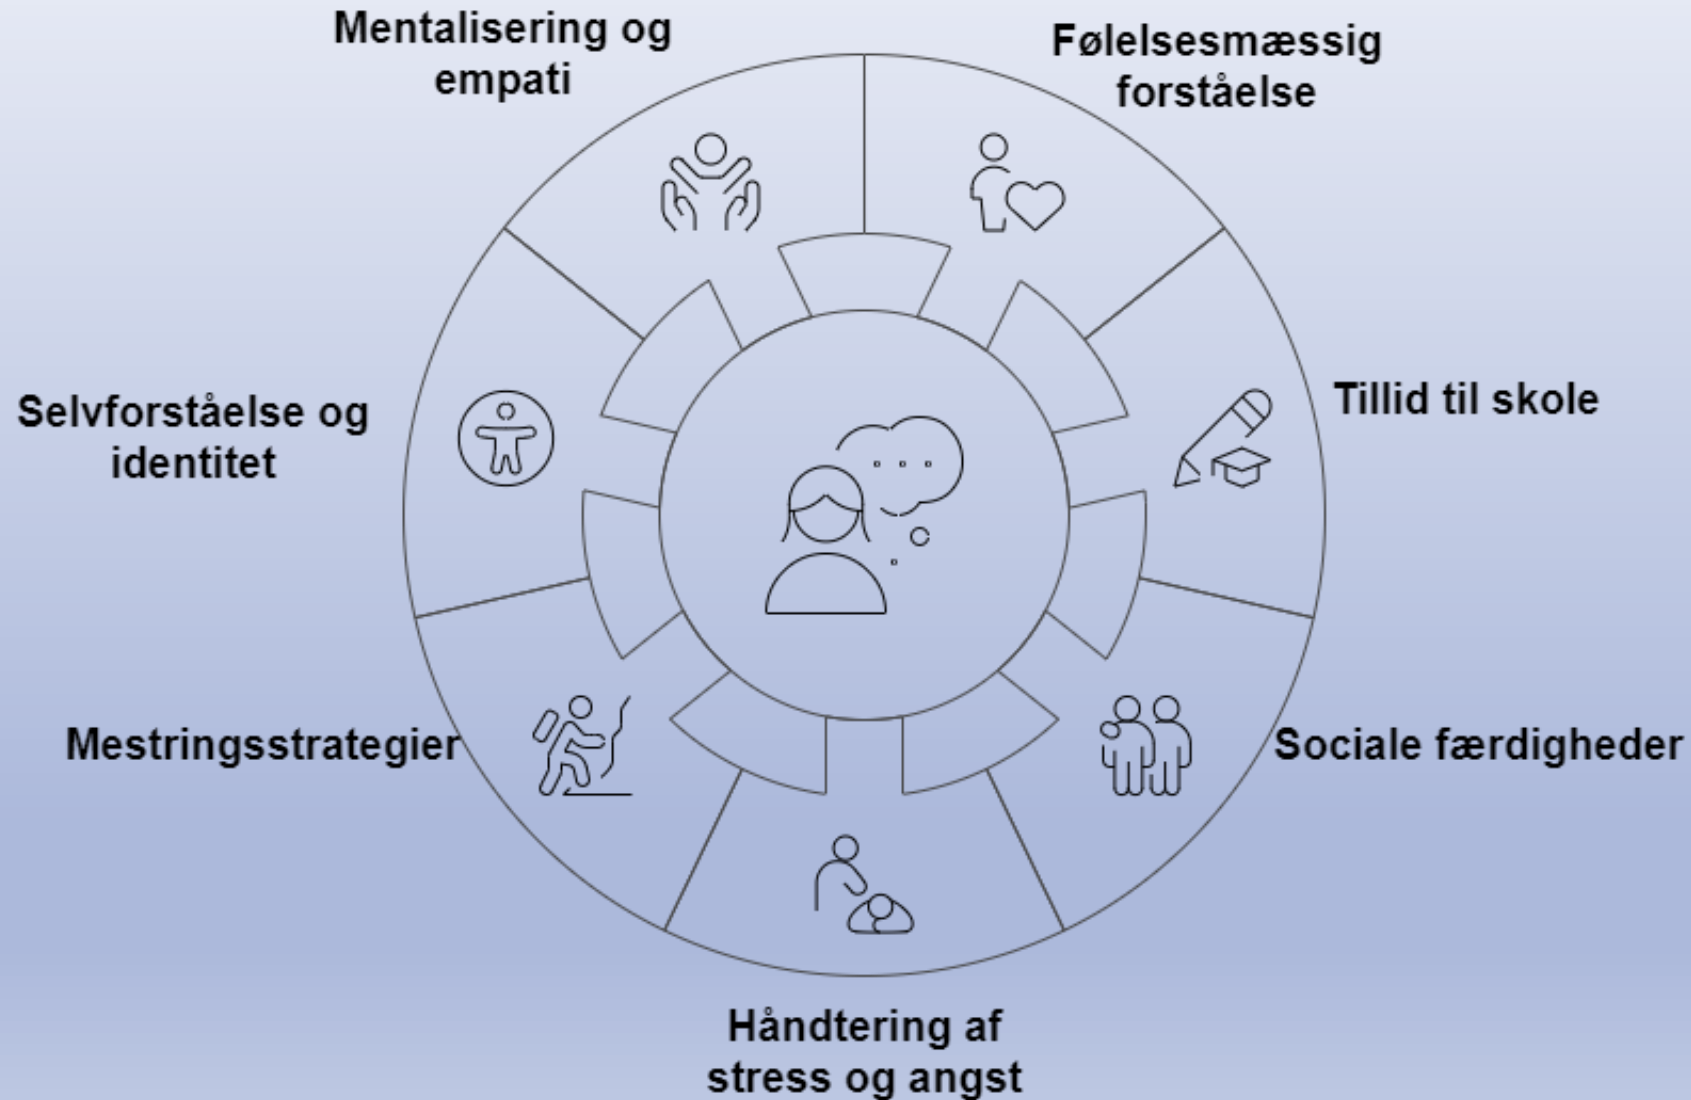 Mentalisering og
empati
Følelsesmæssig
forståelse
Tillid til skole
Selvforståelse og
identitet
Mestringsstrategier
Sociale færdigheder
Håndtering af
stress og angst